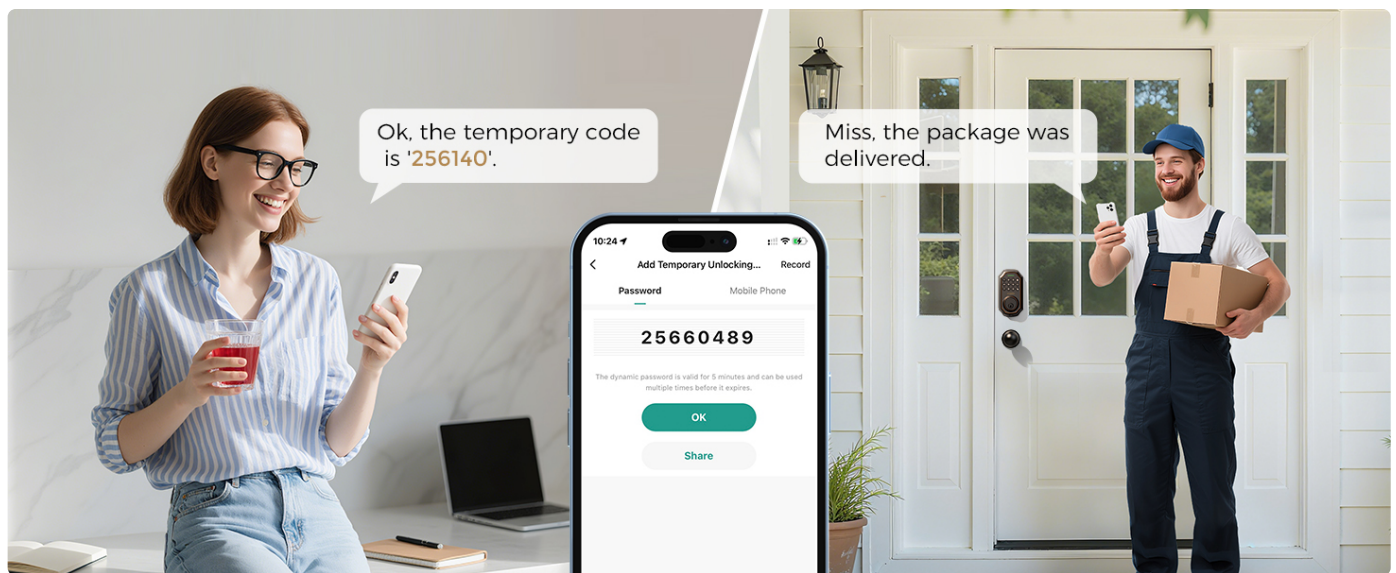 Ok, the temporary code
is '256140'.
Miss, the package was
delivered.
10:24
Add Temporary Unlocking... Record
Password Mobile Phone
25660489
The dynamic password is valid for 5 minutes and can be used
multiple times before it expires.
OK
Share